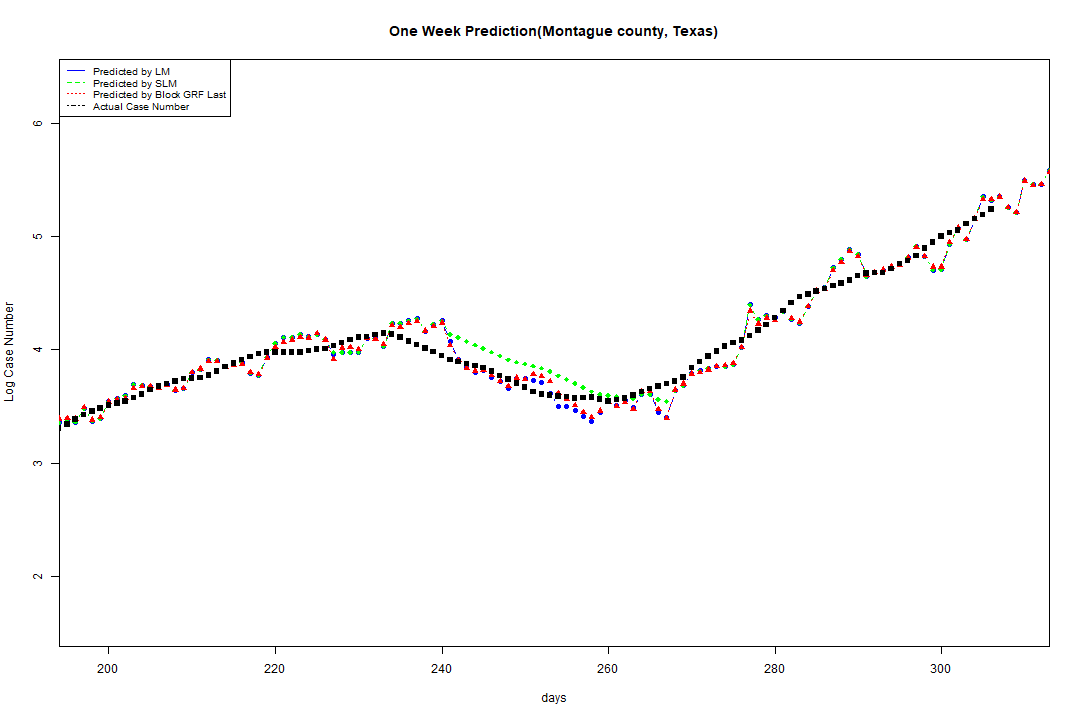 One Week Prediction(Montague county, Texas)
Predicted by LM
Predicted by SLM
Predicted by Block GRF Last
Actual Case Number
6
5
4
3
2
Log Case Number
200 220 240 260 280 300
days